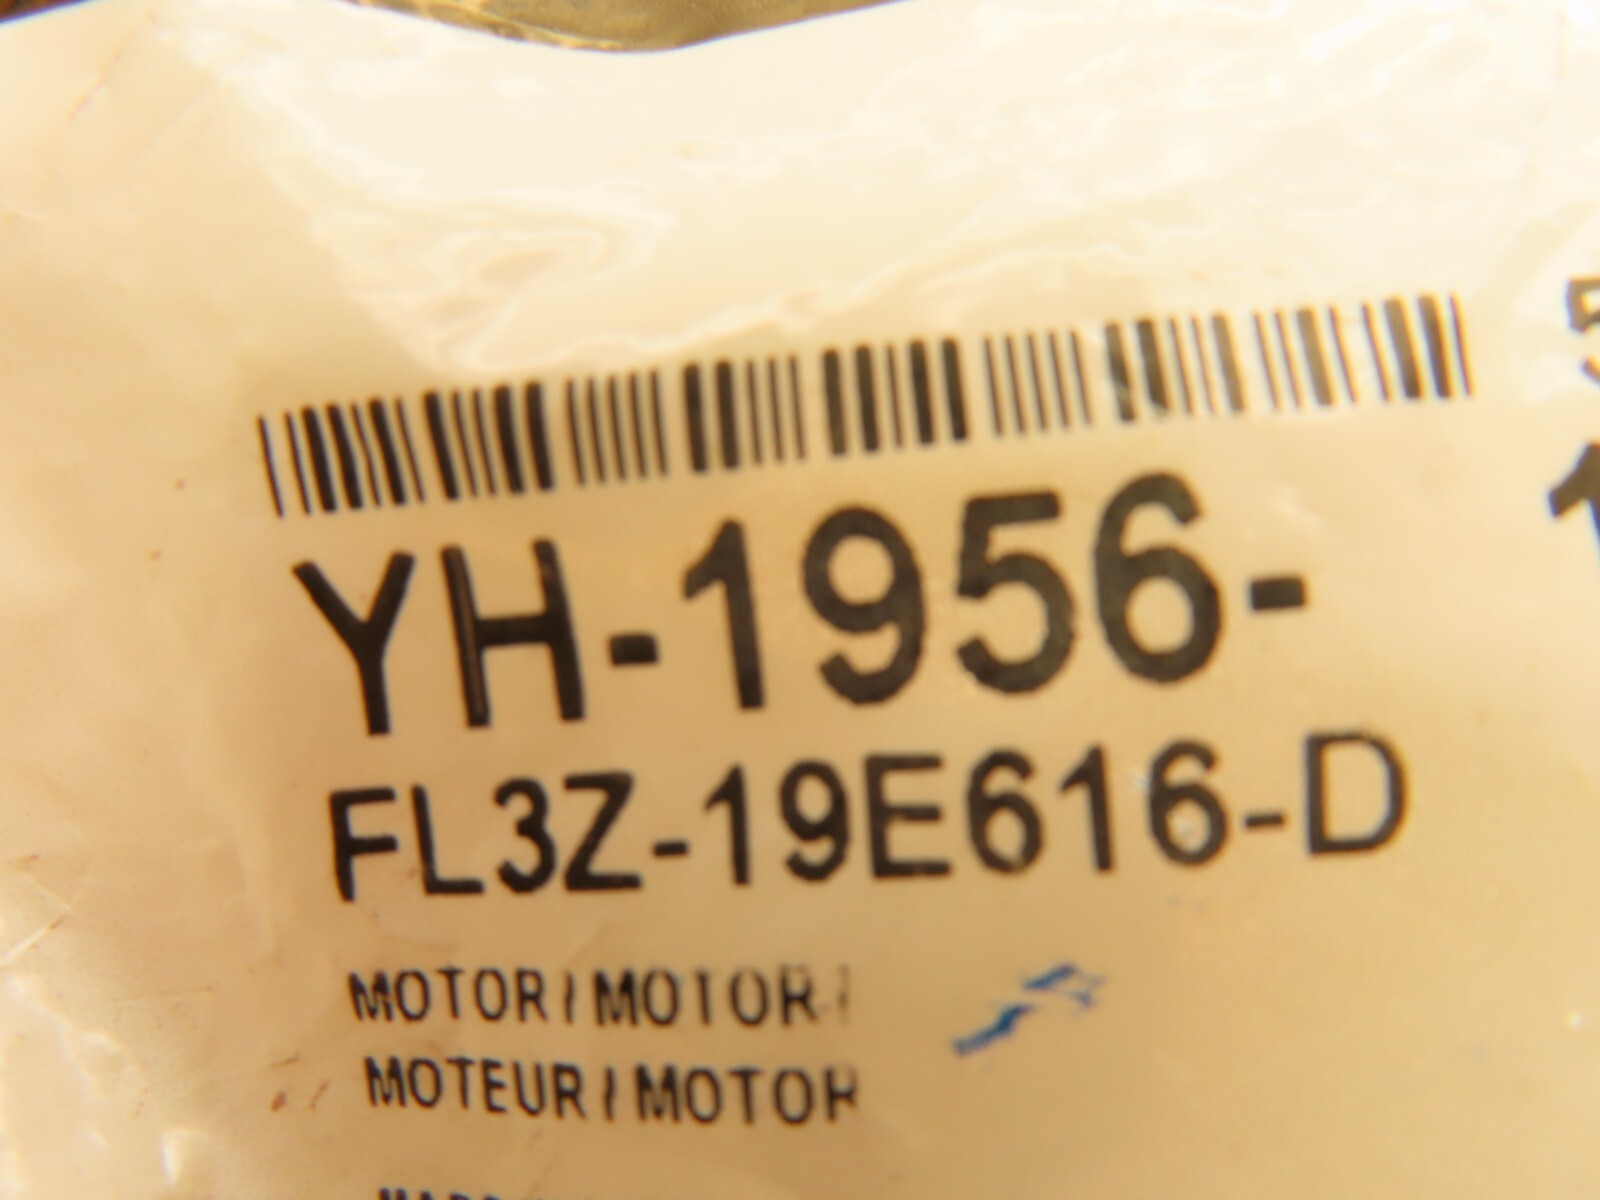 YH-1956-
FL3Z-19E616-D
MOTOR / MOTOR /
MOTEUR / MOTOR